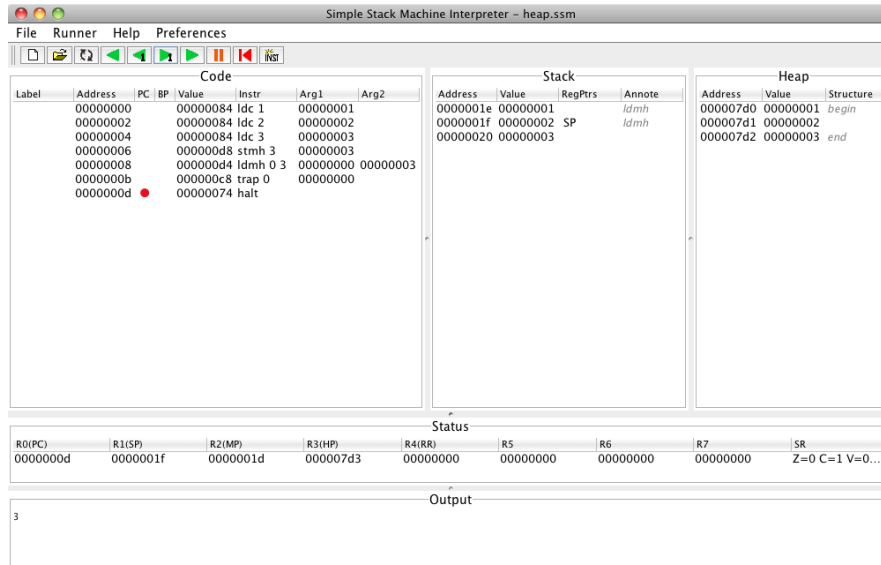 Simple Stack Machine Interpreter – heap.ssm
File Runner Help Preferences
1 1 INST
Code
Label Address PC BP Value Instr Arg1 Arg2
00000000 00000084 ldc 1 00000001
00000002 00000084 ldc 2 00000002
00000004 00000084 ldc 3 00000003
00000006 000000d8 stmh 3 00000003
00000008 000000d4 ldmh 0 3 00000000 00000003
0000000b 000000c8 trap 0 00000000
0000000d 00000074 halt
Stack
Address Value RegPtrs Annote
0000001e 00000001 ldmh
0000001f 00000002 SP ldmh
00000020 00000003
Heap
Address Value Structure
000007d0 00000001 begin
000007d1 00000002
000007d2 00000003 end
Status
R0(PC) R1(SP) R2(MP) R3(HP) R4(RR) R5 R6 R7 SR
0000000d 0000001f 0000001d 000007d3 00000000 00000000 00000000 00000000 Z=0 C=1 V=0...
Output
3